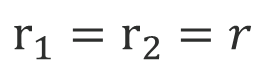 r₁ = r₂ = r